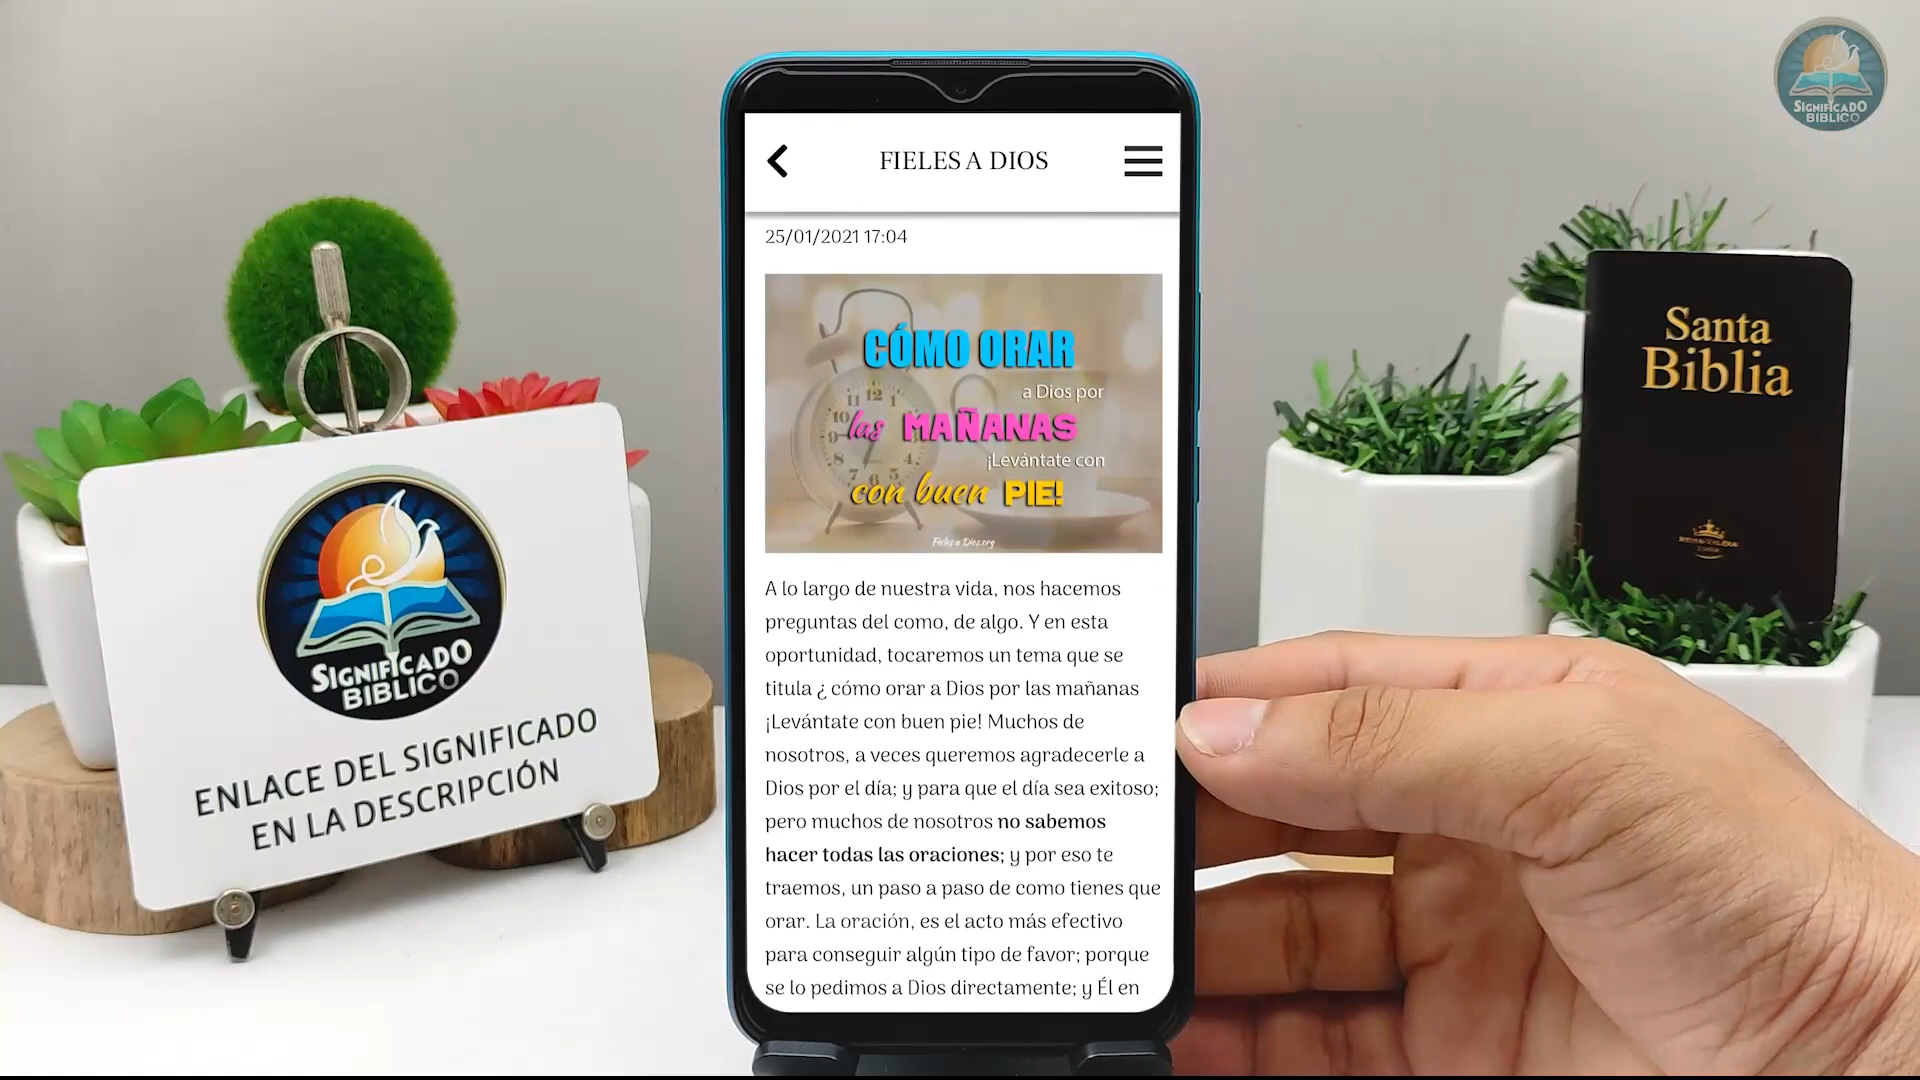 SIGNIFICADO
BIBLICO
FIELES A DIOS
25/01/2021 17:04
CÓMO ORAR
a Dios por
las MAÑANAS
¡Levántate con
con buen PIE!
Fieles a Dios.org
A lo largo de nuestra vida, nos hacemos
preguntas del como, de algo. Y en esta
oportunidad, tocaremos un tema que se
titula ¿ cómo orar a Dios por las mañanas
¡Levántate con buen pie! Muchos de
nosotros, a veces queremos agradecerle a
Dios por el día; y para que el día sea exitoso;
pero muchos de nosotros no sabemos
hacer todas las oraciones; y por eso te
traemos, un paso a paso de como tienes que
orar. La oración, es el acto más efectivo
para conseguir algún tipo de favor; porque
se lo pedimos a Dios directamente; y Él en
SIGNIFICADO
BIBLICO
ENLACE DEL SIGNIFICADO
EN LA DESCRIPCIÓN
Santa
Biblia
REINA-VALERA